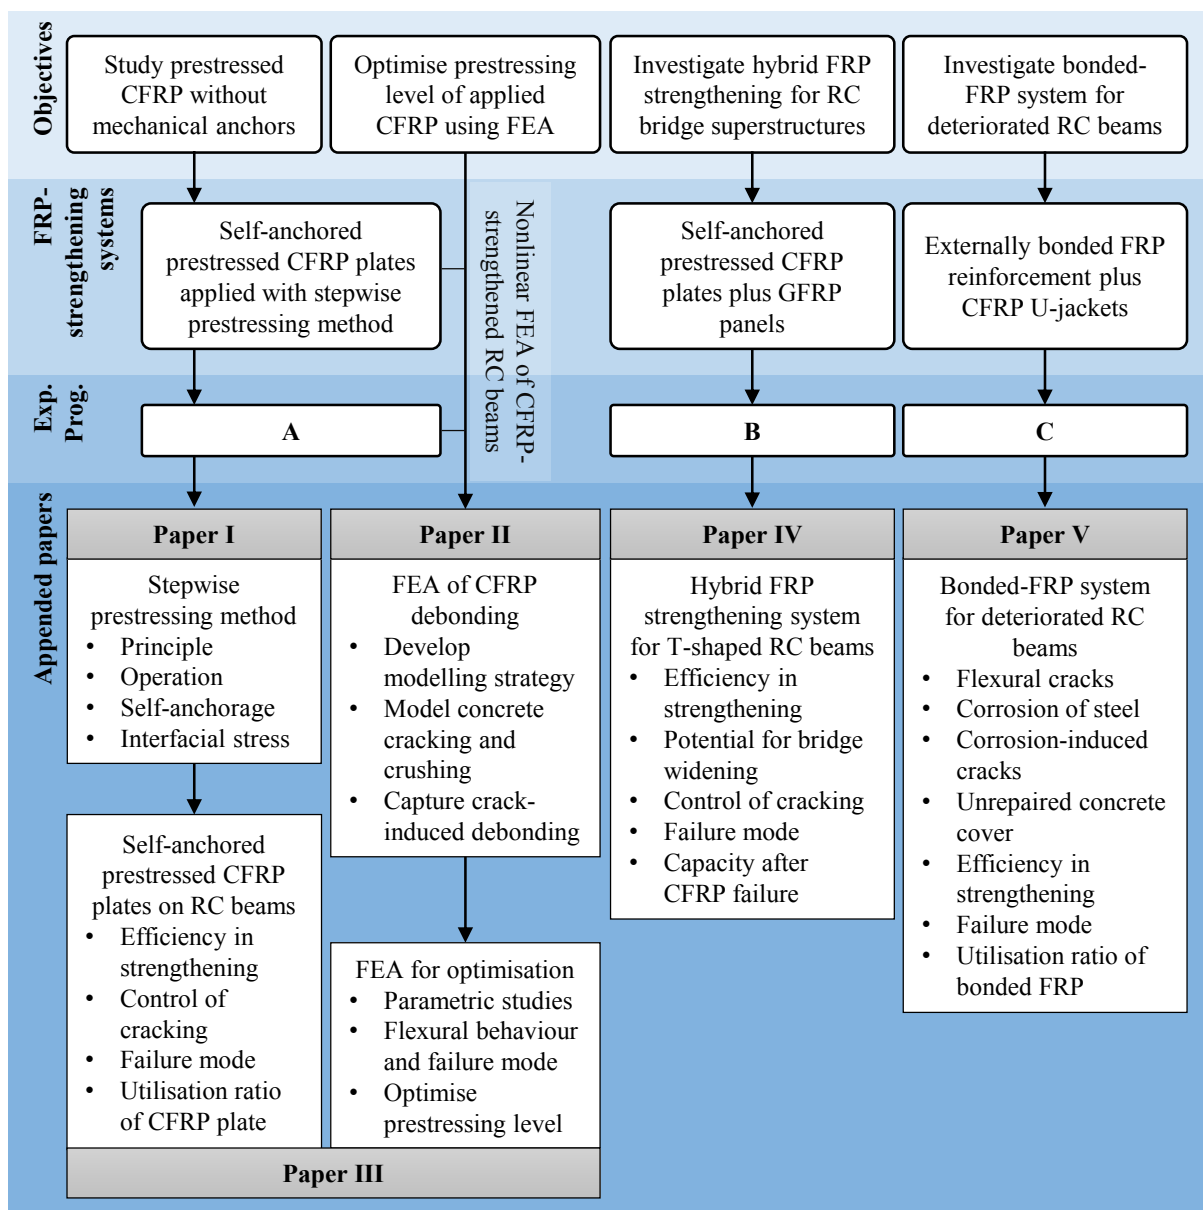 Objectives
Study prestressed
CFRP without
mechanical anchors
Optimise prestressing
level of applied
CFRP using FEA
Investigate hybrid FRP
strengthening for RC
bridge superstructures
Investigate bonded-
FRP system for
deteriorated RC beams
FRP-
strengthening
systems
Self-anchored
prestressed CFRP plates
applied with stepwise
prestressing method
Nonlinear FEA of CFRP-
strengthened RC beams
Self-anchored
prestressed CFRP
plates plus GFRP
panels
Externally bonded FRP
reinforcement plus
CFRP U-jackets
Exp.
Prog.
A
B
C
Appended papers
Paper I
Stepwise
prestressing method
• Principle
• Operation
• Self-anchorage
• Interfacial stress
Self-anchored
prestressed CFRP
plates on RC beams
• Efficiency in
strengthening
• Control of
cracking
• Failure mode
• Utilisation ratio
of CFRP plate
Paper II
FEA of CFRP
debonding
• Develop
modelling strategy
• Model concrete
cracking and
crushing
• Capture crack-
induced debonding
FEA for optimisation
• Parametric studies
• Flexural behaviour
and failure mode
• Optimise
prestressing level
Paper III
Paper IV
Hybrid FRP
strengthening system
for T-shaped RC beams
• Efficiency in
strengthening
• Potential for bridge
widening
• Control of cracking
• Failure mode
• Capacity after
CFRP failure
Paper V
Bonded-FRP system
for deteriorated RC
beams
• Flexural cracks
• Corrosion of steel
• Corrosion-induced
cracks
• Unrepaired concrete
cover
• Efficiency in
strengthening
• Failure mode
• Utilisation ratio of
bonded FRP